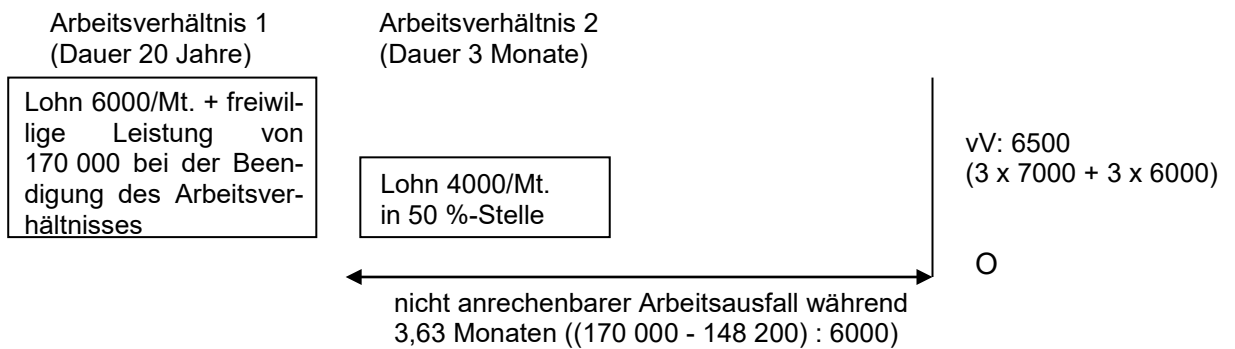 Arbeitsverhältnis 1
(Dauer 20 Jahre)
Arbeitsverhältnis 2
(Dauer 3 Monate)
Lohn 6000/Mt. + freiwil-
lige Leistung von
170 000 bei der Been-
digung des Arbeitsver-
hältnisses
Lohn 4000/Mt.
in 50 %-Stelle
vV: 6500
(3 x 7000 + 3 x 6000)
O
nicht anrechenbarer Arbeitsausfall während
3,63 Monaten ((170 000 - 148 200) : 6000)